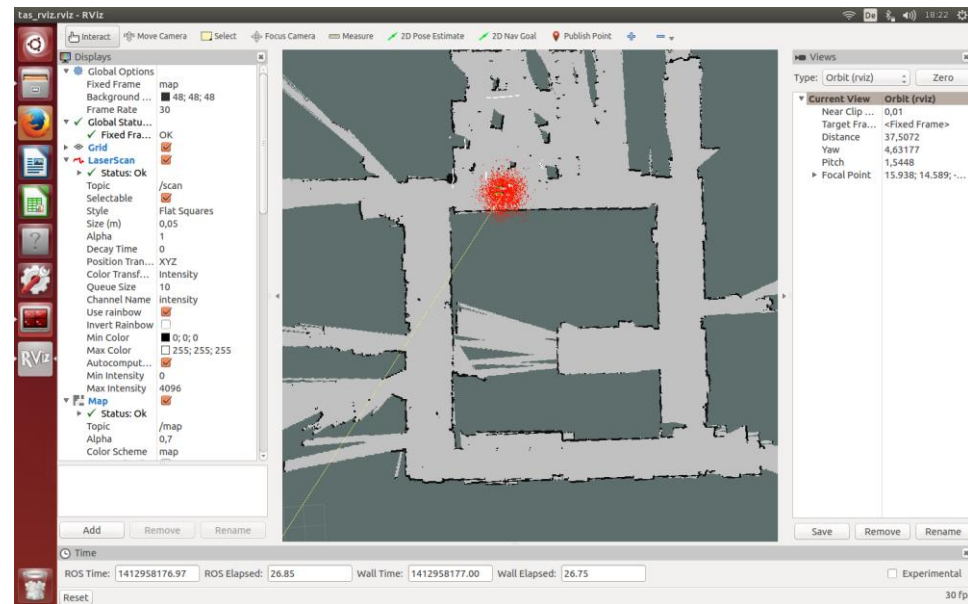 tas_rviz.rviz - RViz
De
18:22
Interact Move Camera Select Focus Camera Measure 2D Pose Estimate 2D Nav Goal Publish Point
Displays
Global Options
Fixed Frame map
Background ... 48; 48; 48
Frame Rate 30
Global Statu...
Fixed Fra... OK
Grid
LaserScan
Status: Ok
Topic /scan
Selectable
Style Flat Squares
Size (m) 0,05
Alpha 1
Decay Time 0
Position Tran... XYZ
Color Transf... Intensity
Queue Size 10
Channel Name intensity
Use rainbow
Invert Rainbow
Min Color 0; 0; 0
Max Color 255; 255; 255
Autocomput...
Min Intensity 0
Max Intensity 4096
Map
Status: Ok
Topic /map
Alpha 0,7
Color Scheme map
Add Remove Rename
Views
Type: Orbit (rviz) Zero
Current View Orbit (rviz)
Near Clip ... 0,01
Target Fra... <Fixed Frame>
Distance 37,5072
Yaw 4,63177
Pitch 1,5448
Focal Point 15.938; 14.589; -...
Save Remove Rename
RViz
Time
ROS Time: 1412958176.97 ROS Elapsed: 26.85 Wall Time: 1412958177.00 Wall Elapsed: 26.75 Experimental
Reset 30 fp